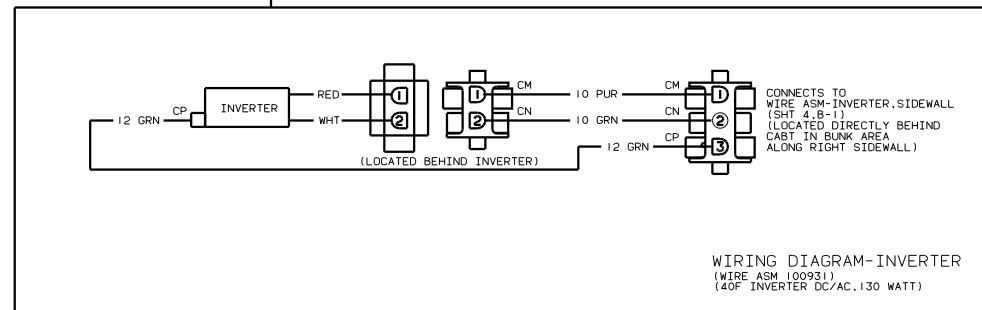 CM
CM
RED
1
1
10 PUR
1
CONNECTS TO
WIRE ASM-INVERTER,SIDEWALL
(SHT 4,B-1)
(LOCATED DIRECTLY BEHIND
CABT IN BUNK AREA
ALONG RIGHT SIDEWALL)
CP
INVERTER
CN
CN
12 GRN
WHT
2
2
10 GRN
2
CP
12 GRN
3
(LOCATED BEHIND INVERTER)
WIRING DIAGRAM-INVERTER
(WIRE ASM 100931)
(40F INVERTER DC/AC,130 WATT)